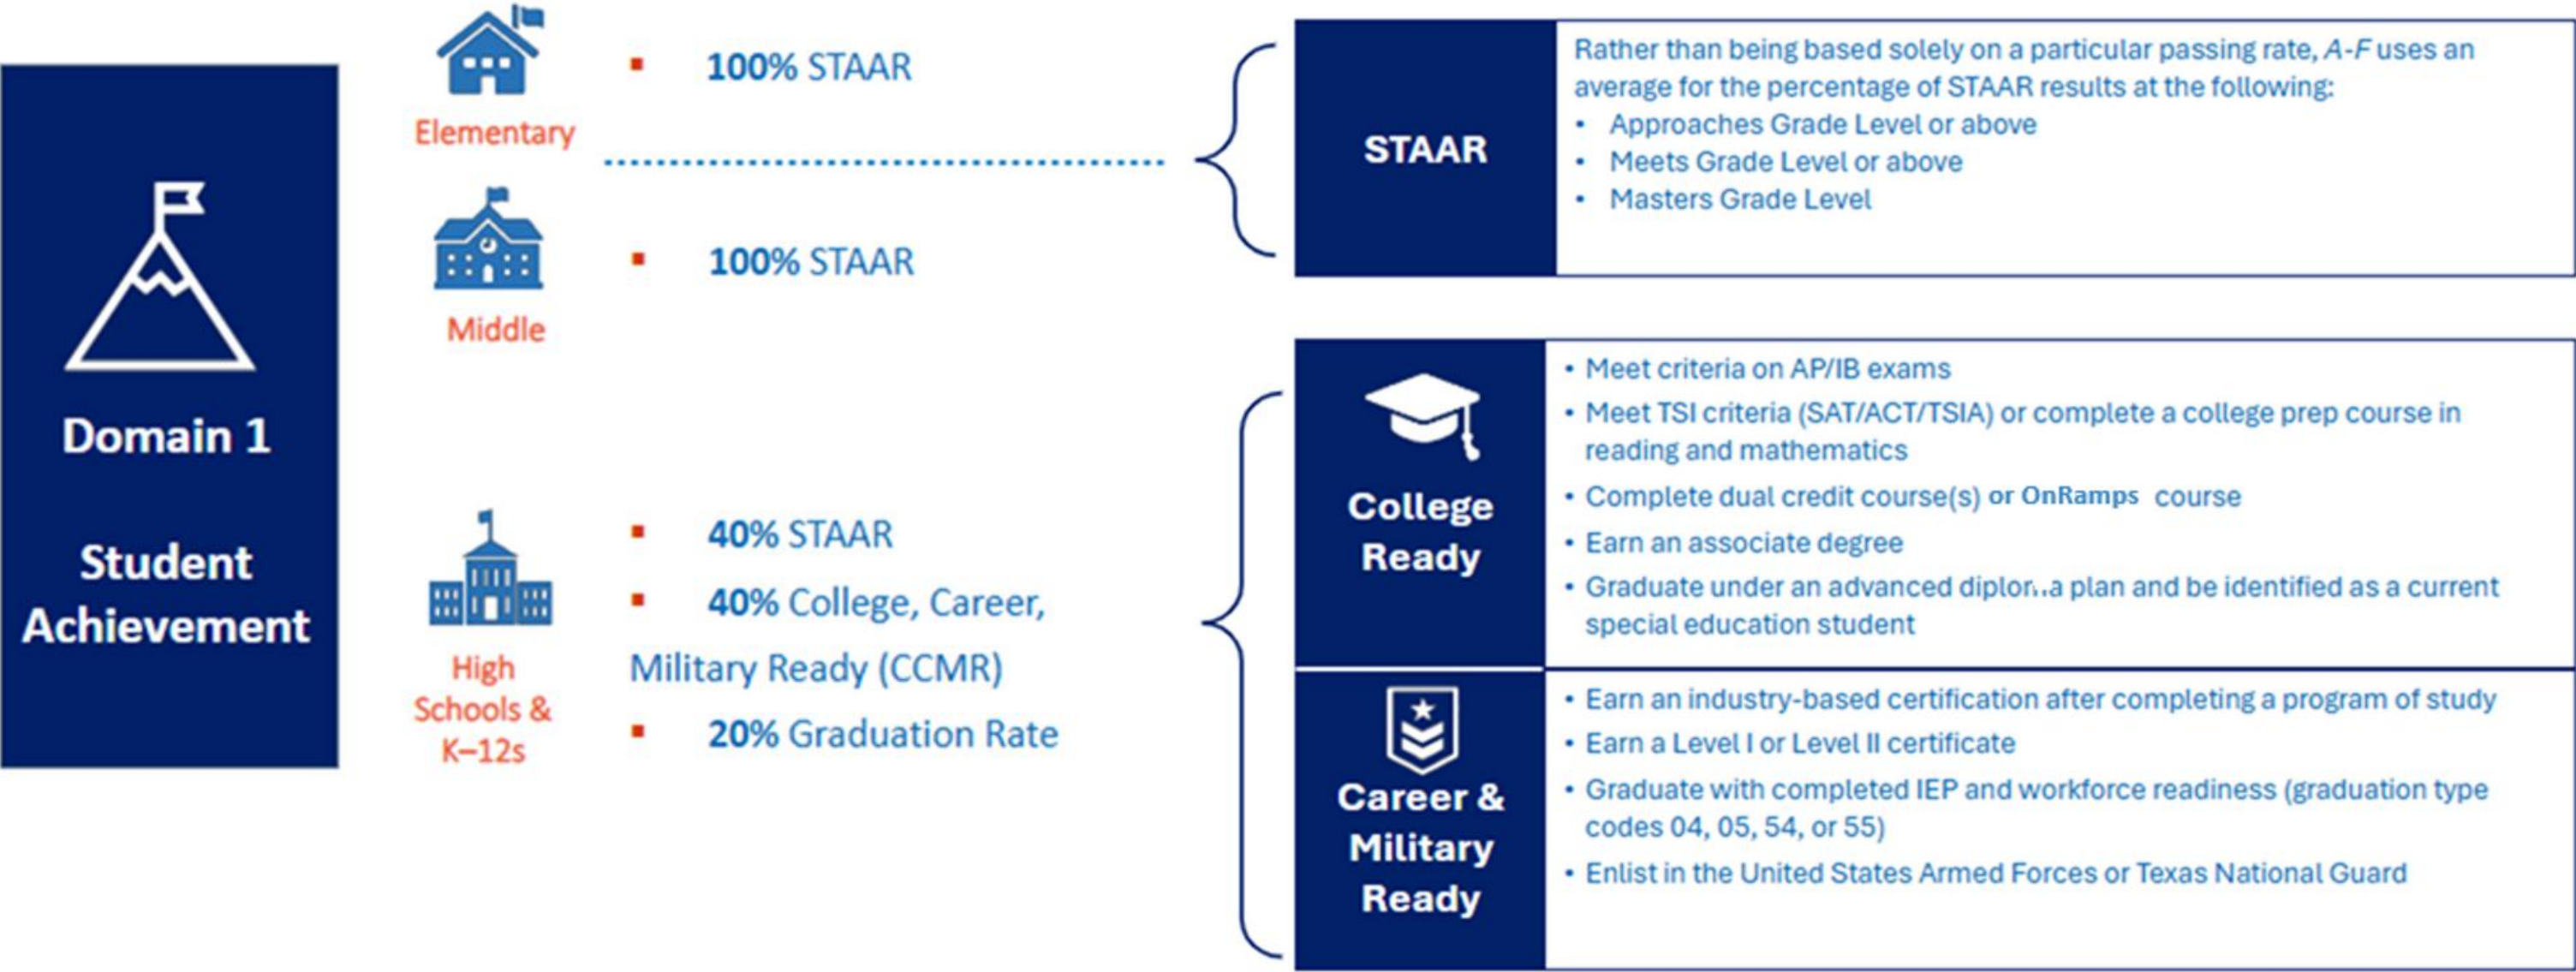 Domain 1
Student
Achievement
Elementary
100% STAAR
Middle
100% STAAR
High
Schools &
K–12s
40% STAAR
40% College, Career,
Military Ready (CCMR)
20% Graduation Rate
STAAR
Rather than being based solely on a particular passing rate, A-F uses an
average for the percentage of STAAR results at the following:
• Approaches Grade Level or above
• Meets Grade Level or above
• Masters Grade Level
College
Ready
• Meet criteria on AP/IB exams
• Meet TSI criteria (SAT/ACT/TSIA) or complete a college prep course in
reading and mathematics
• Complete dual credit course(s) or OnRamps course
• Earn an associate degree
• Graduate under an advanced plan and be identified as a current
special education student
Career &
Military
Ready
• Earn an industry-based certification after completing a program of study
• Earn a Level I or Level II certificate
• Graduate with completed IEP and workforce readiness (graduation type
codes 04, 05, 54, or 55)
• Enlist in the United States Armed Forces or Texas National Guard